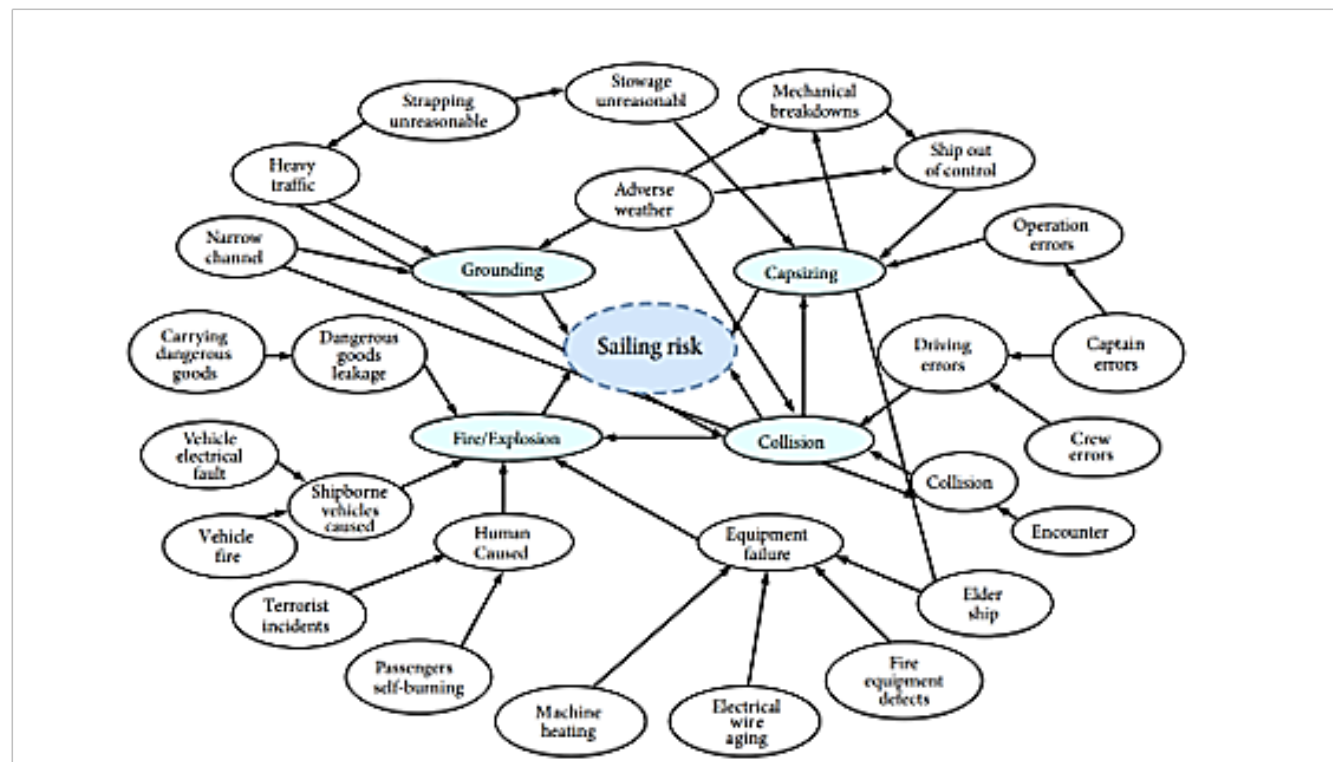 Stowage
unreasonabl
Strapping
unreasonable
Mechanical
breakdowns
Heavy
traffic
Ship out
of control
Adverse
weather
Narrow
channel
Operation
errors
Grounding
Capsizing
Sailing risk
Carrying
dangerous
goods
Dangerous
goods
leakage
Driving
errors
Captain
errors
Vehicle
electrical
fault
Fire/Explosion
Collision
Crew
errors
Shipborne
vehicles
caused
Collision
Vehicle
fire
Human
Caused
Equipment
failure
Encounter
Terrorist
incidents
Elder
ship
Passengers
self-burning
Fire
equipment
defects
Machine
heating
Electrical
wire
aging